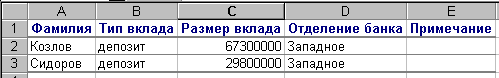 A B C D E
1 Фамилия Тип вклада Размер вклада Отделение банка Примечание
2 Козлов депозит 67300000 Западное
3 Сидоров депозит 29800000 Западное